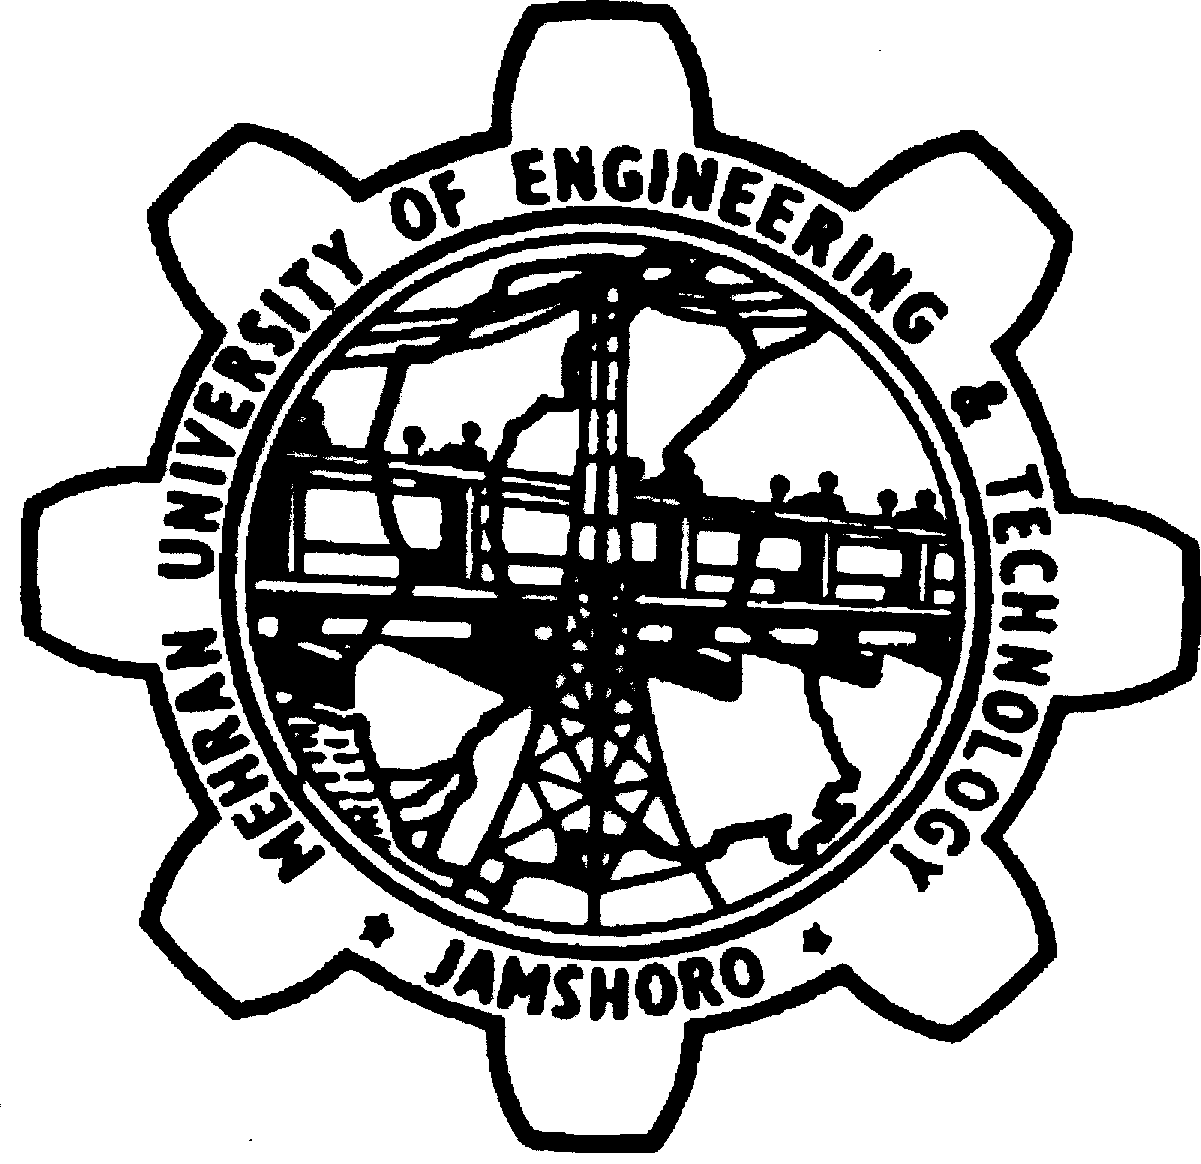 MEHRAN UNIVERSITY OF ENGINEERING & TECHNOLOGY
★ JAMSHORO ★